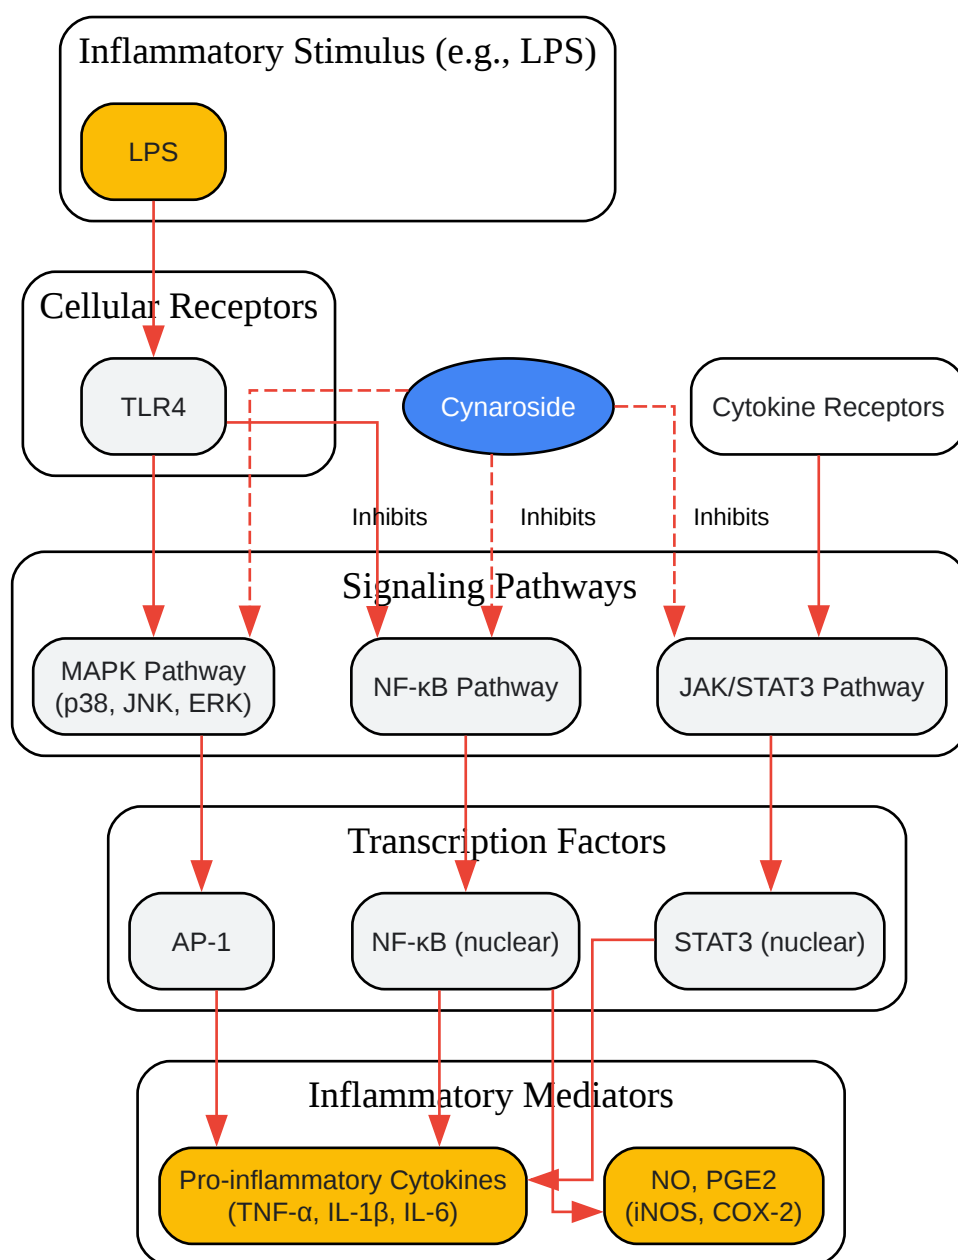 Inflammatory Stimulus (e.g., LPS)
LPS
Cellular Receptors
TLR4
Cynaroside
Cytokine Receptors
Inhibits
Inhibits
Inhibits
Signaling Pathways
MAPK Pathway
(p38, JNK, ERK)
NF-κB Pathway
JAK/STAT3 Pathway
Transcription Factors
AP-1
NF-κB (nuclear)
STAT3 (nuclear)
Inflammatory Mediators
Pro-inflammatory Cytokines
(TNF-α, IL-1β, IL-6)
NO, PGE2
(iNOS, COX-2)